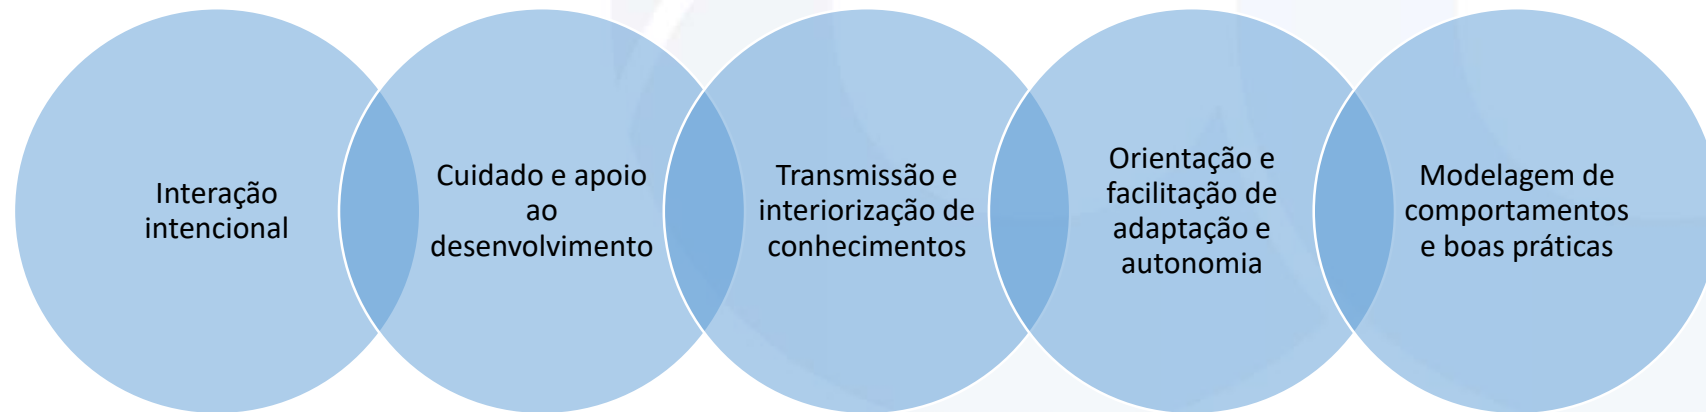 Interação
intencional
Cuidado e apoio
ao
desenvolvimento
Transmissão e
interiorização de
conhecimentos
Orientação e
facilitação de
adaptação e
autonomia
Modelagem de
comportamentos
e boas práticas